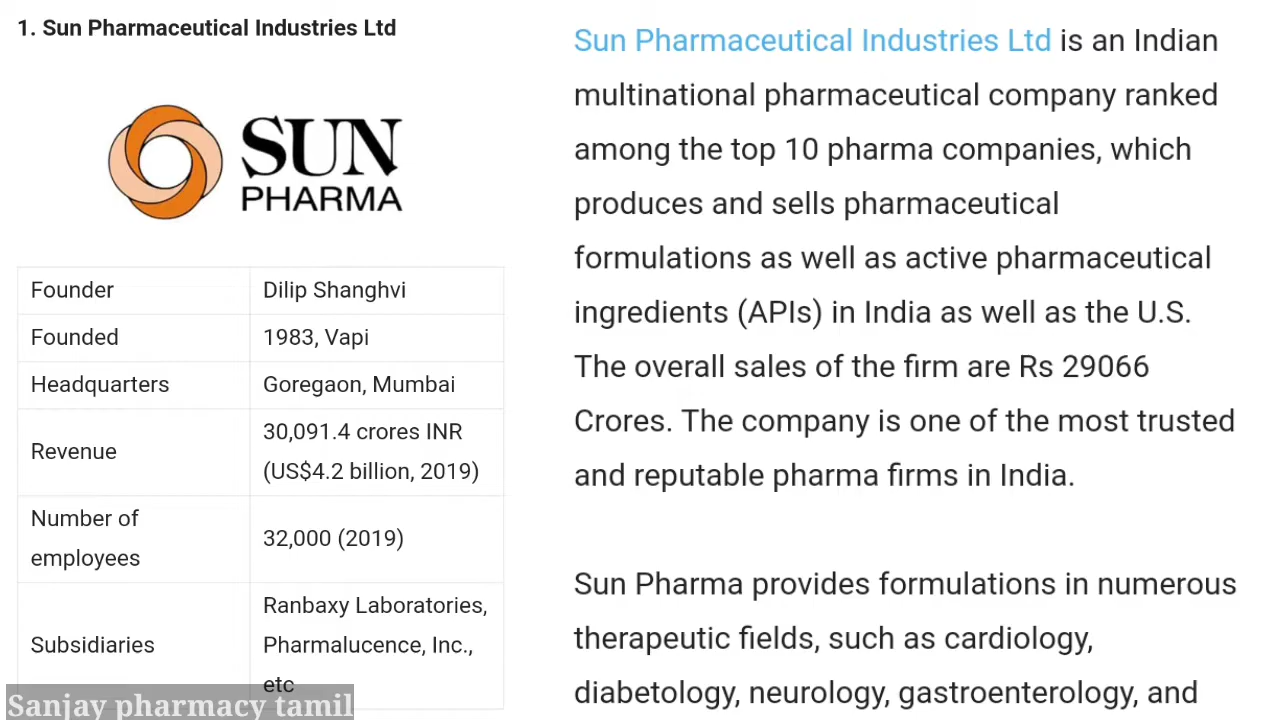 1. Sun Pharmaceutical Industries Ltd
SUN
PHARMA
Founder
Dilip Shanghvi
Founded
1983, Vapi
Headquarters
Goregaon, Mumbai
Revenue
30,091.4 crores INR
(US$4.2 billion, 2019)
Number of
employees
32,000 (2019)
Subsidiaries
Ranbaxy Laboratories,
Pharmalucence, Inc.,
etc
Sanjay pharmacy tamil
Sun Pharmaceutical Industries Ltd is an Indian
multinational pharmaceutical company ranked
among the top 10 pharma companies, which
produces and sells pharmaceutical
formulations as well as active pharmaceutical
ingredients (APIs) in India as well as the U.S.
The overall sales of the firm are Rs 29066
Crores. The company is one of the most trusted
and reputable pharma firms in India.
Sun Pharma provides formulations in numerous
therapeutic fields, such as cardiology,
diabetology, neurology, gastroenterology, and